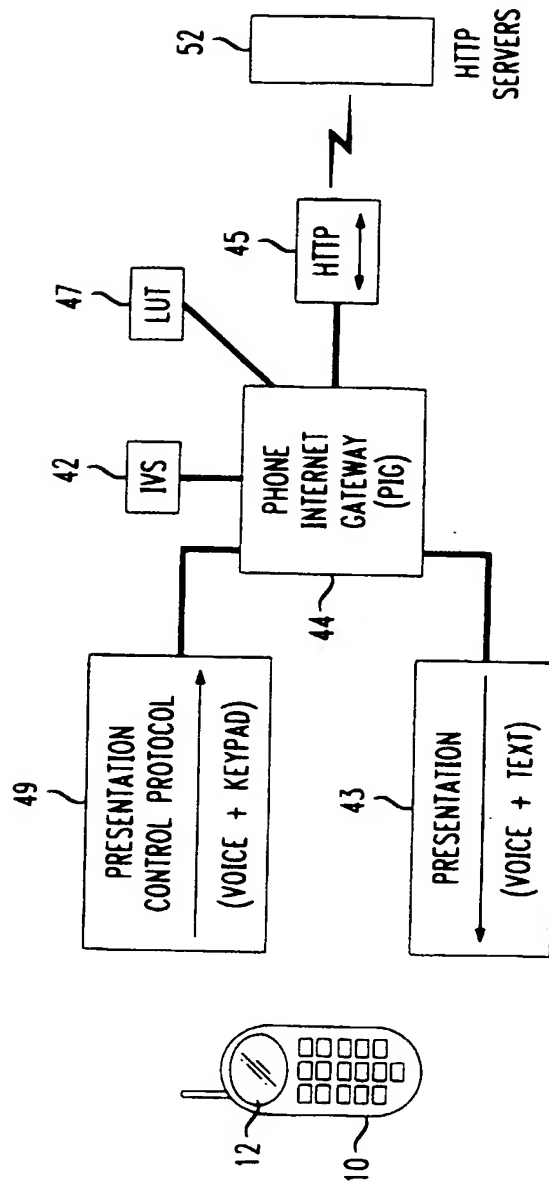 12
10
49
PRESENTATION
CONTROL PROTOCOL
(VOICE + KEYPAD)
43
PRESENTATION
(VOICE + TEXT)
42
IVS
47
LUT
PHONE
INTERNET
GATEWAY
(PIG)
44
45
HTTP
52
HTTP
SERVERS